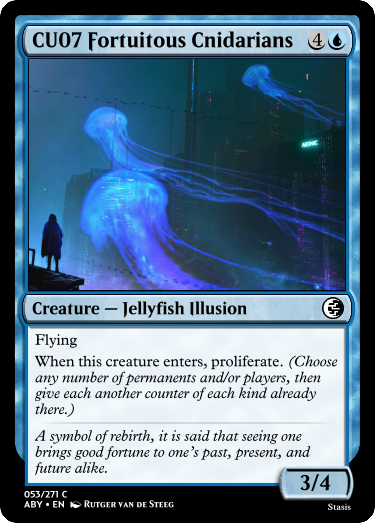 CU07 Fortuitous Cnidarians 4
AEONIC
Creature — Jellyfish Illusion
Flying
When this creature enters, proliferate. (Choose
any number of permanents and/or players, then
give each another counter of each kind already
there.)
A symbol of rebirth, it is said that seeing one
brings good fortune to one's past, present, and
future alike.
3/4
053/271 C
ABY • EN Rutger van de Steeg
Stasis